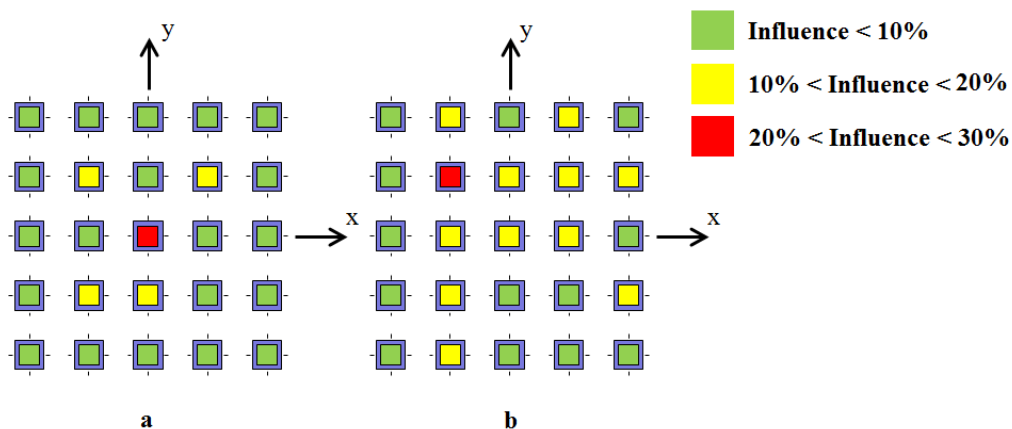 y
y
Influence < 10%
10% < Influence < 20%
20% < Influence < 30%
x
x
a
b